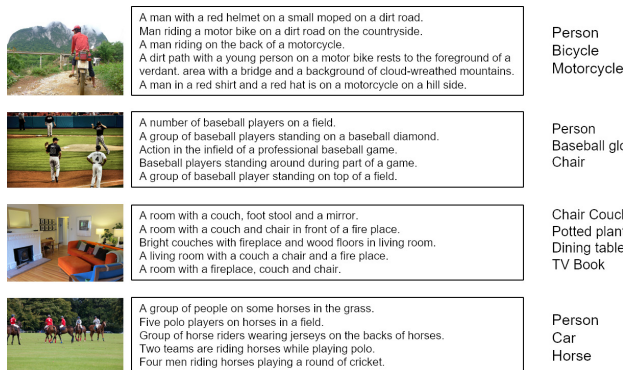 A man with a red helmet on a small moped on a dirt road.
Man riding a motor bike on a dirt road on the countryside.
A man riding on the back of a motorcycle.
A dirt path with a young person on a motor bike rests to the foreground of a
verdant. area with a bridge and a background of cloud-wreathed mountains.
A man in a red shirt and a red hat is on a motorcycle on a hill side.
Person
Bicycle
Motorcycle
A number of baseball players on a field.
A group of baseball players standing on a baseball diamond.
Action in the infield of a professional baseball game.
Baseball players standing around during part of a game.
A group of baseball player standing on top of a field.
Person
Baseball glo
Chair
A room with a couch, foot stool and a mirror.
A room with a couch and chair in front of a fire place.
Bright couches with fireplace and wood floors in living room.
A living room with a couch a chair and a fire place.
A room with a fireplace, couch and chair.
Chair Couch
Potted plant
Dining table
TV Book
A group of people on some horses in the grass.
Five polo players on horses in a field.
Group of horse riders wearing jerseys on the backs of horses.
Two teams are riding horses while playing polo.
Four men riding horses playing a round of cricket.
Person
Car
Horse